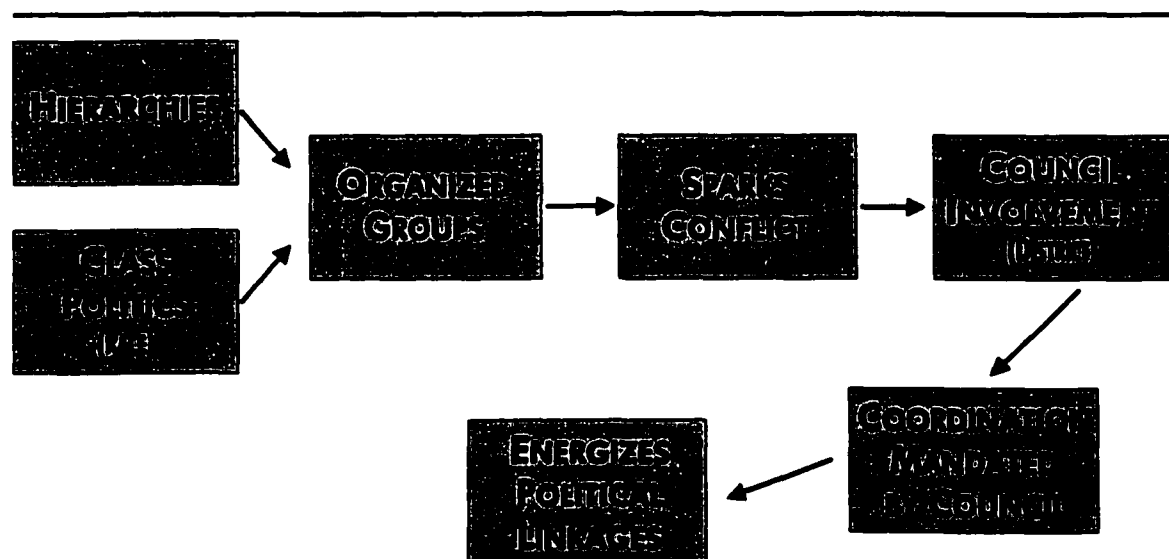 HIERARCHIES
CLASS
POLITICS
ORGANIZED
GROUPS
SPARKS
CONFLICT
COUNCIL
INVOLVEMENT
COORDINATION
MANDATED
BY COUNCIL
ENERGIZES
POLITICAL
LINKAGES